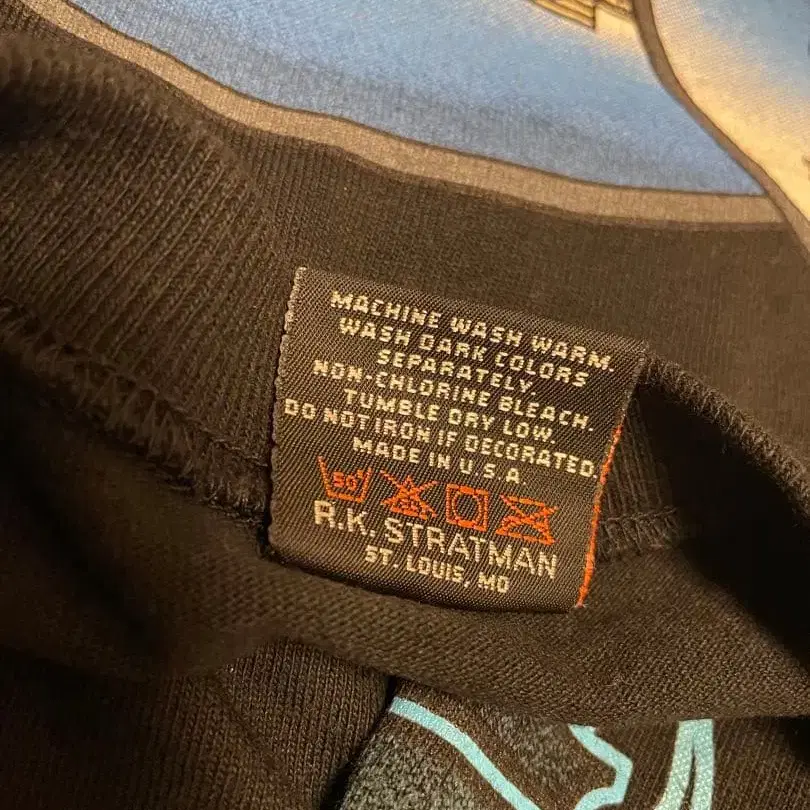 MACHINE WASH WARM.
WASH DARK COLORS
SEPARATELY.
NON-CHLORINE BLEACH.
TUMBLE DRY LOW.
DO NOT IRON IF DECORATED.
MADE IN U.S.A.
50°
R.K. STRATMAN
ST. LOUIS, MO